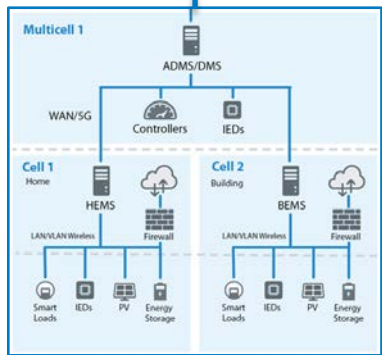 Multicell 1
ADMS/DMS
WAN/5G
Controllers
IEDs
Cell 1
Home
HEMS
Firewall
LAN/VLAN Wireless
Smart
Loads
IEDs
PV
Energy
Storage
Cell 2
Building
BEMS
Firewall
LAN/VLAN Wireless
Smart
Loads
IEDs
PV
Energy
Storage